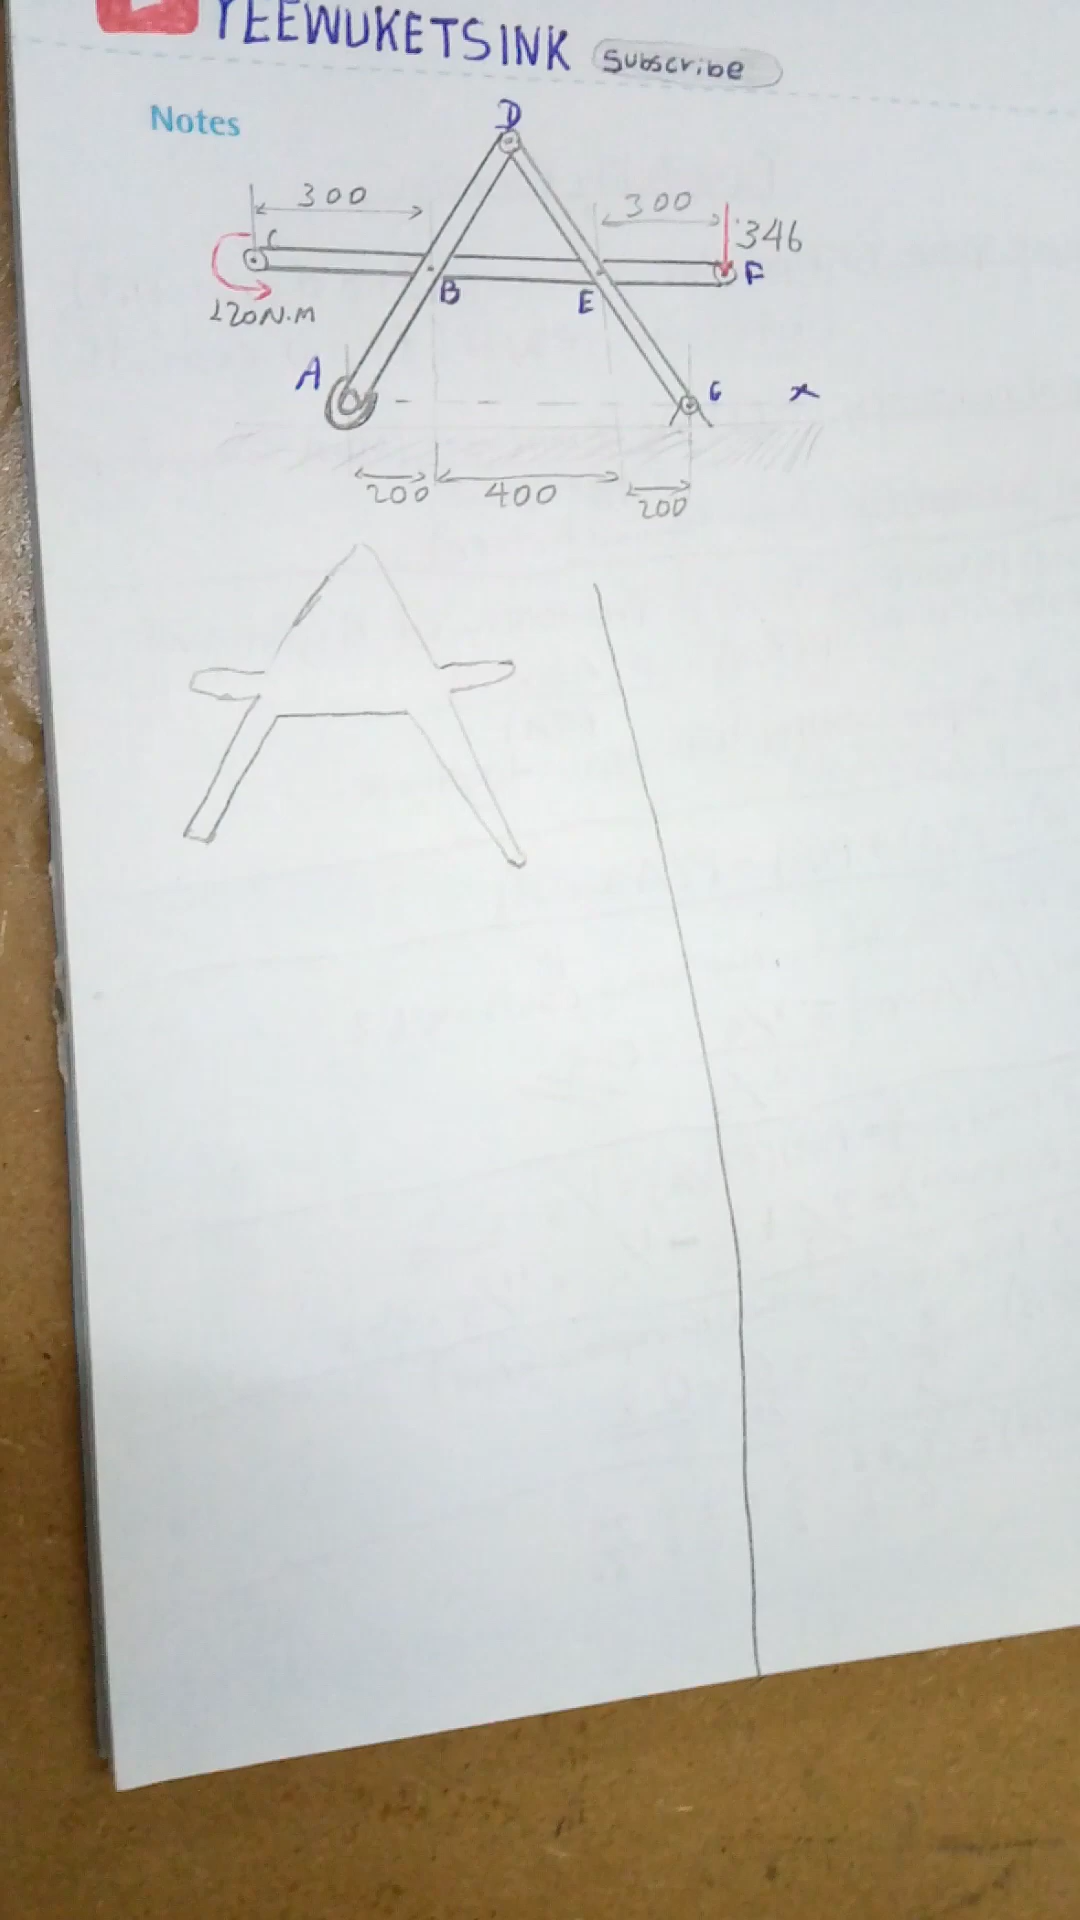 YEEWUKETSINK Subscribe
Notes
D
300 300
C 346
F
B E
120N.M
A G x
200 400 200